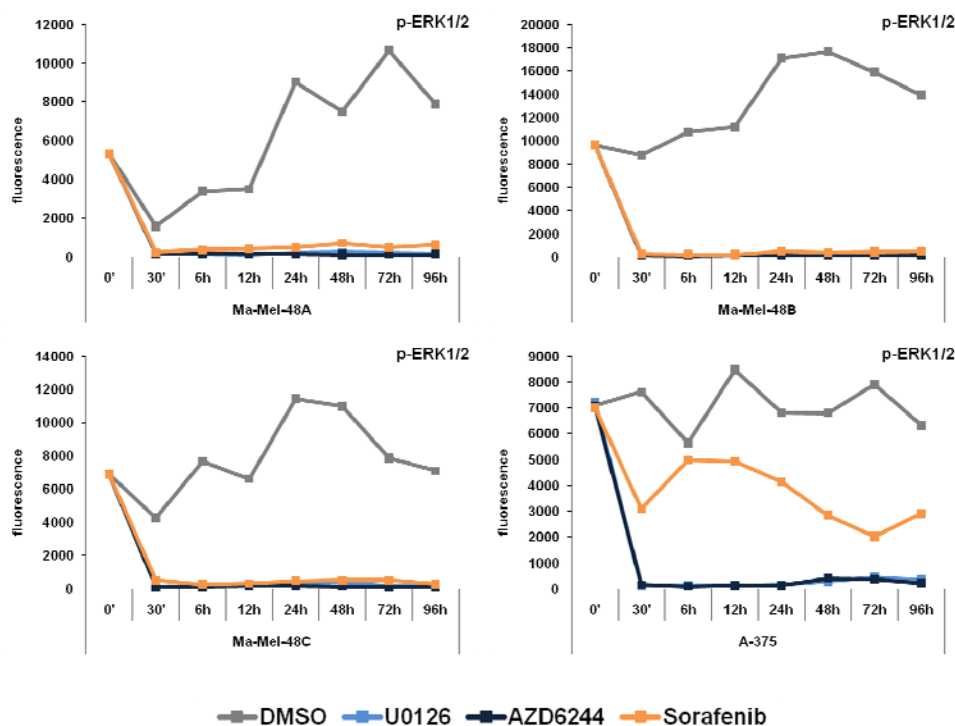 p-ERK1/2
fluorescence
12000
10000
8000
6000
4000
2000
0
0' 30' 6h 12h 24h 48h 72h 96h
Ma-Mel-48A
p-ERK1/2
fluorescence
20000
18000
16000
14000
12000
10000
8000
6000
4000
2000
0
0' 30' 6h 12h 24h 48h 72h 96h
Ma-Mel-48B
p-ERK1/2
fluorescence
14000
12000
10000
8000
6000
4000
2000
0
0' 30' 6h 12h 24h 48h 72h 96h
Ma-Mel-48C
p-ERK1/2
fluorescence
9000
8000
7000
6000
5000
4000
3000
2000
1000
0
0' 30' 6h 12h 24h 48h 72h 96h
A-375
DMSO U0126 AZD6244 Sorafenib